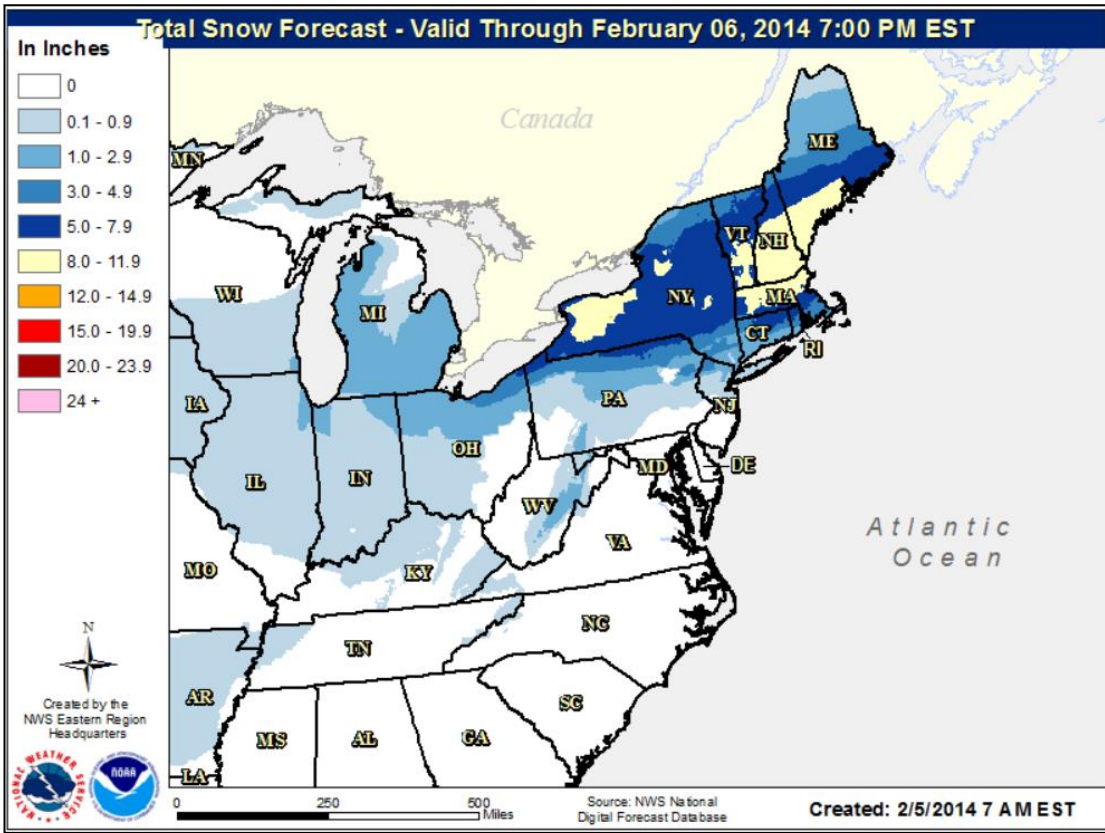 Total Snow Forecast - Valid Through February 06, 2014 7:00 PM EST
In Inches
0
0.1 - 0.9
1.0 - 2.9
3.0 - 4.9
5.0 - 7.9
8.0 - 11.9
12.0 - 14.9
15.0 - 19.9
20.0 - 23.9
24 +
Canada
MN
ME
VT
NH
WI
MI
NY
MA
CT
RI
IA
PA
NJ
OH
IL
IN
MD
DE
WV
VA
MO
KY
Atlantic
Ocean
NC
TN
AR
SC
MS
AL
GA
LA
N
Created by the
NWS Eastern Region
Headquarters
NATIONAL WEATHER SERVICE
NOAA
0
250
500
Miles
Source: NWS National
Digital Forecast Database
Created: 2/5/2014 7 AM EST